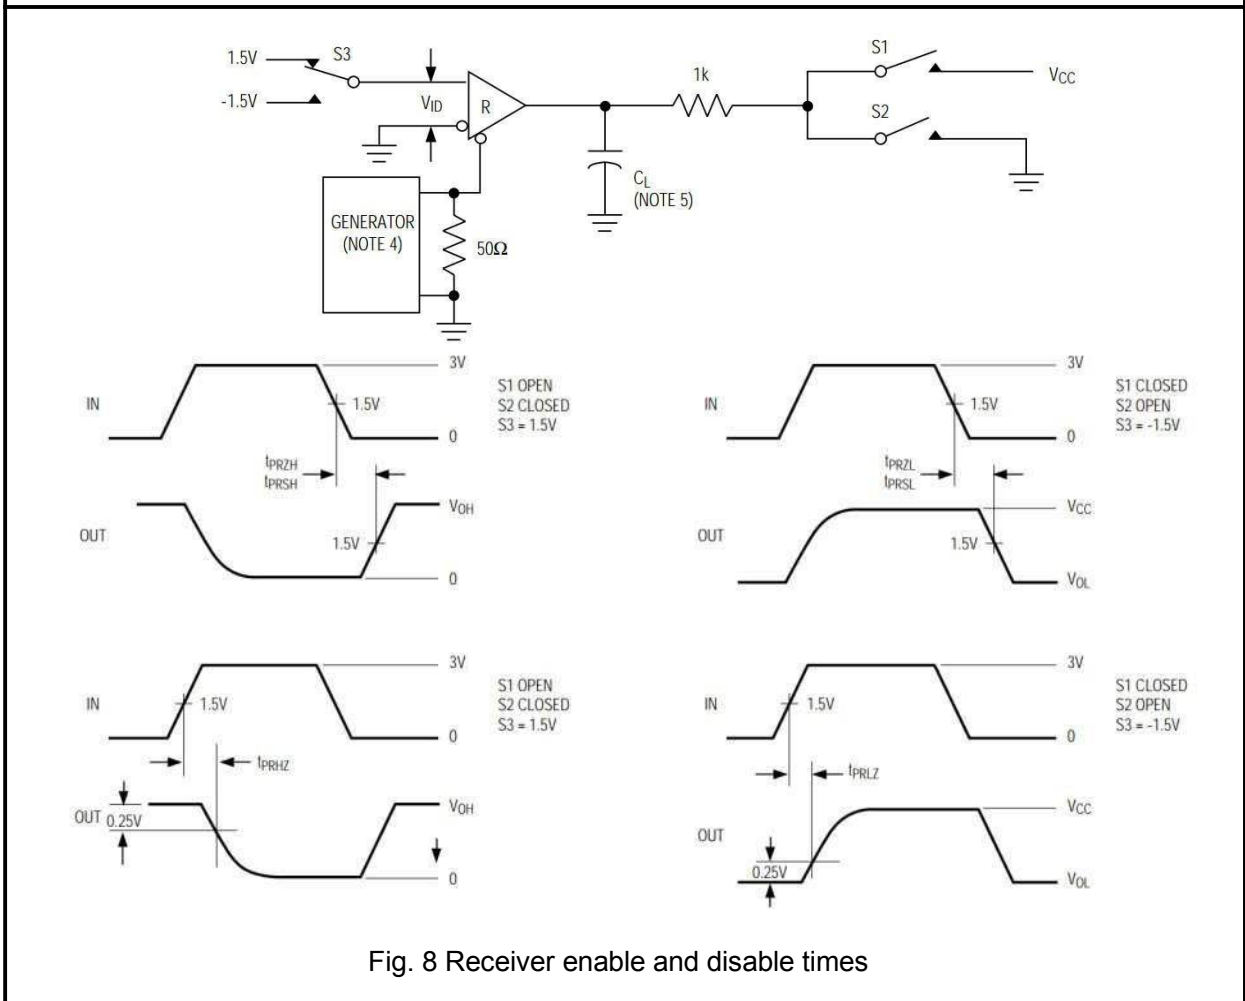 1.5V
S3
-1.5V
VID
R
1k
S1
VCC
S2
CL
(NOTE 5)
GENERATOR
(NOTE 4)
50Ω
IN
3V
1.5V
0
S1 OPEN
S2 CLOSED
S3 = 1.5V
tPRZH
tPRSH
OUT
VOH
1.5V
0
IN
3V
1.5V
0
S1 CLOSED
S2 OPEN
S3 = -1.5V
tPRZL
tPRSL
OUT
VCC
1.5V
VOL
IN
3V
1.5V
0
S1 OPEN
S2 CLOSED
S3 = 1.5V
tPRHZ
OUT
0.25V
VOH
0
IN
3V
1.5V
0
S1 CLOSED
S2 OPEN
S3 = -1.5V
tPRLZ
OUT
VCC
0.25V
VOL
Fig. 8 Receiver enable and disable times